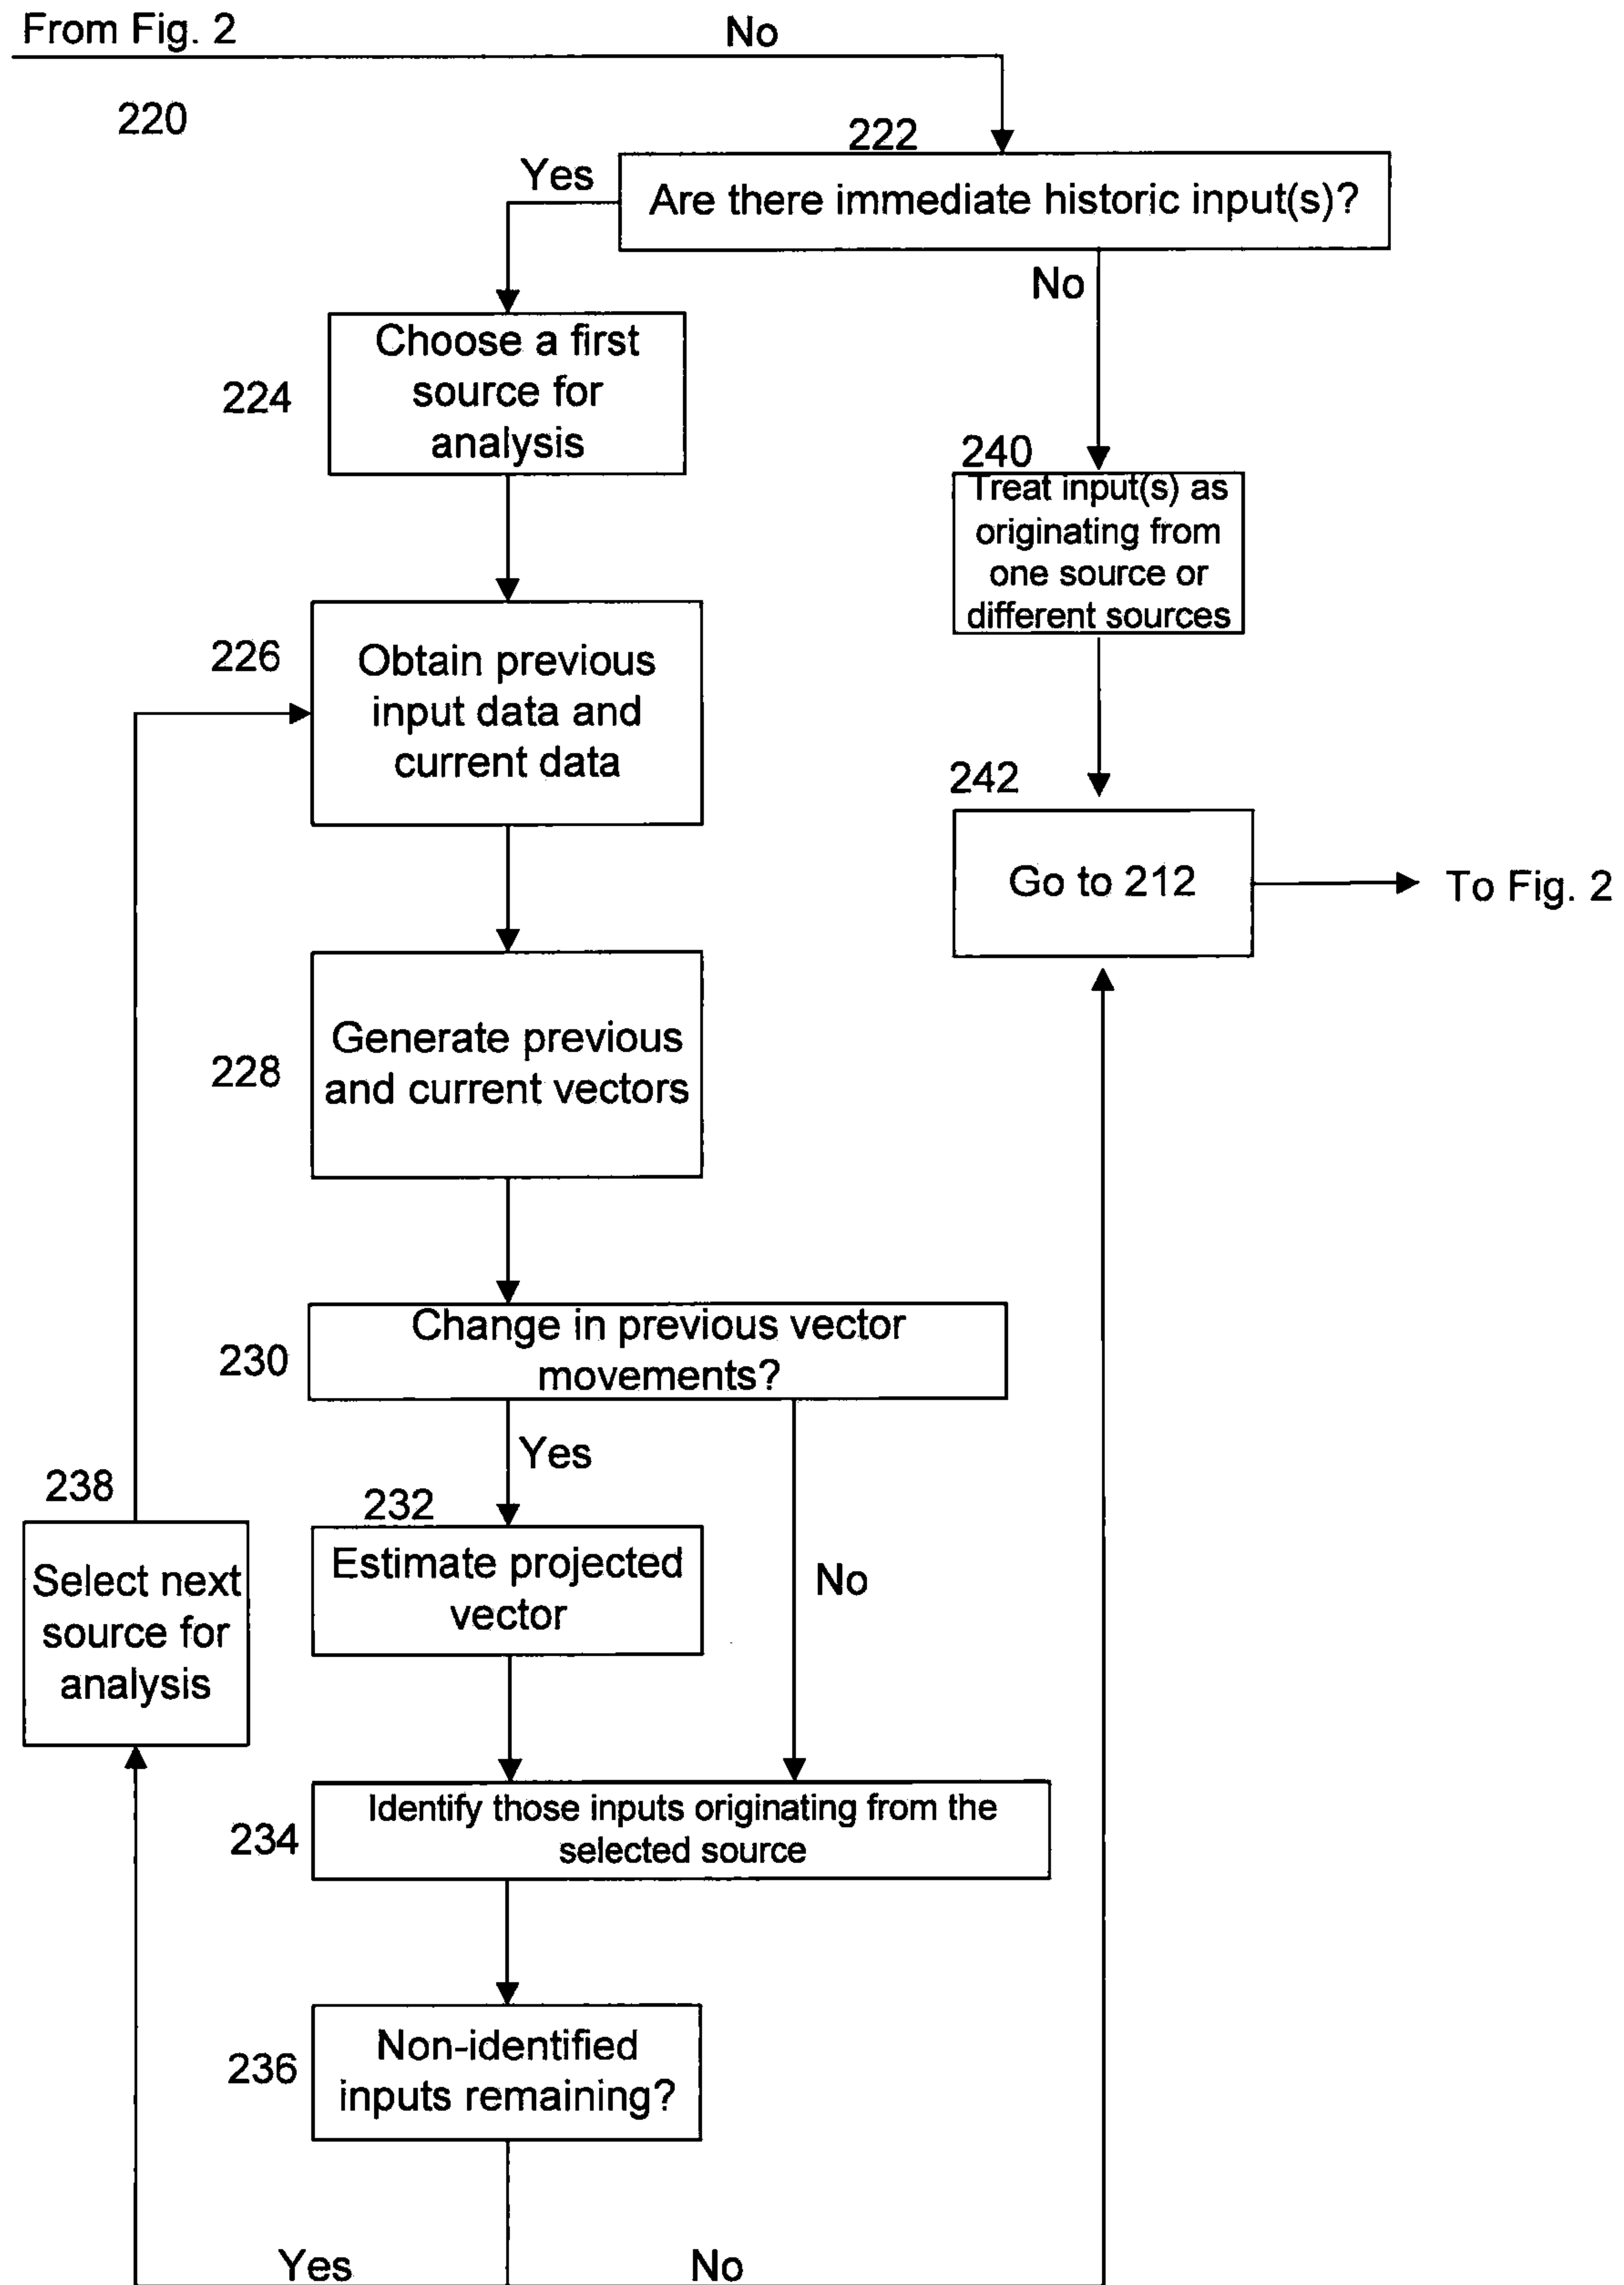 From Fig. 2
No
220
222
Yes
Are there immediate historic input(s)?
No
Choose a first
source for
analysis
224
240
Treat input(s) as
originating from
one source or
different sources
226
Obtain previous
input data and
current data
242
Go to 212
To Fig. 2
Generate previous
and current vectors
228
Change in previous vector
movements?
230
Yes
238
232
Select next
source for
analysis
Estimate projected
vector
No
Identify those inputs originating from the
selected source
234
Non-identified
inputs remaining?
236
Yes
No